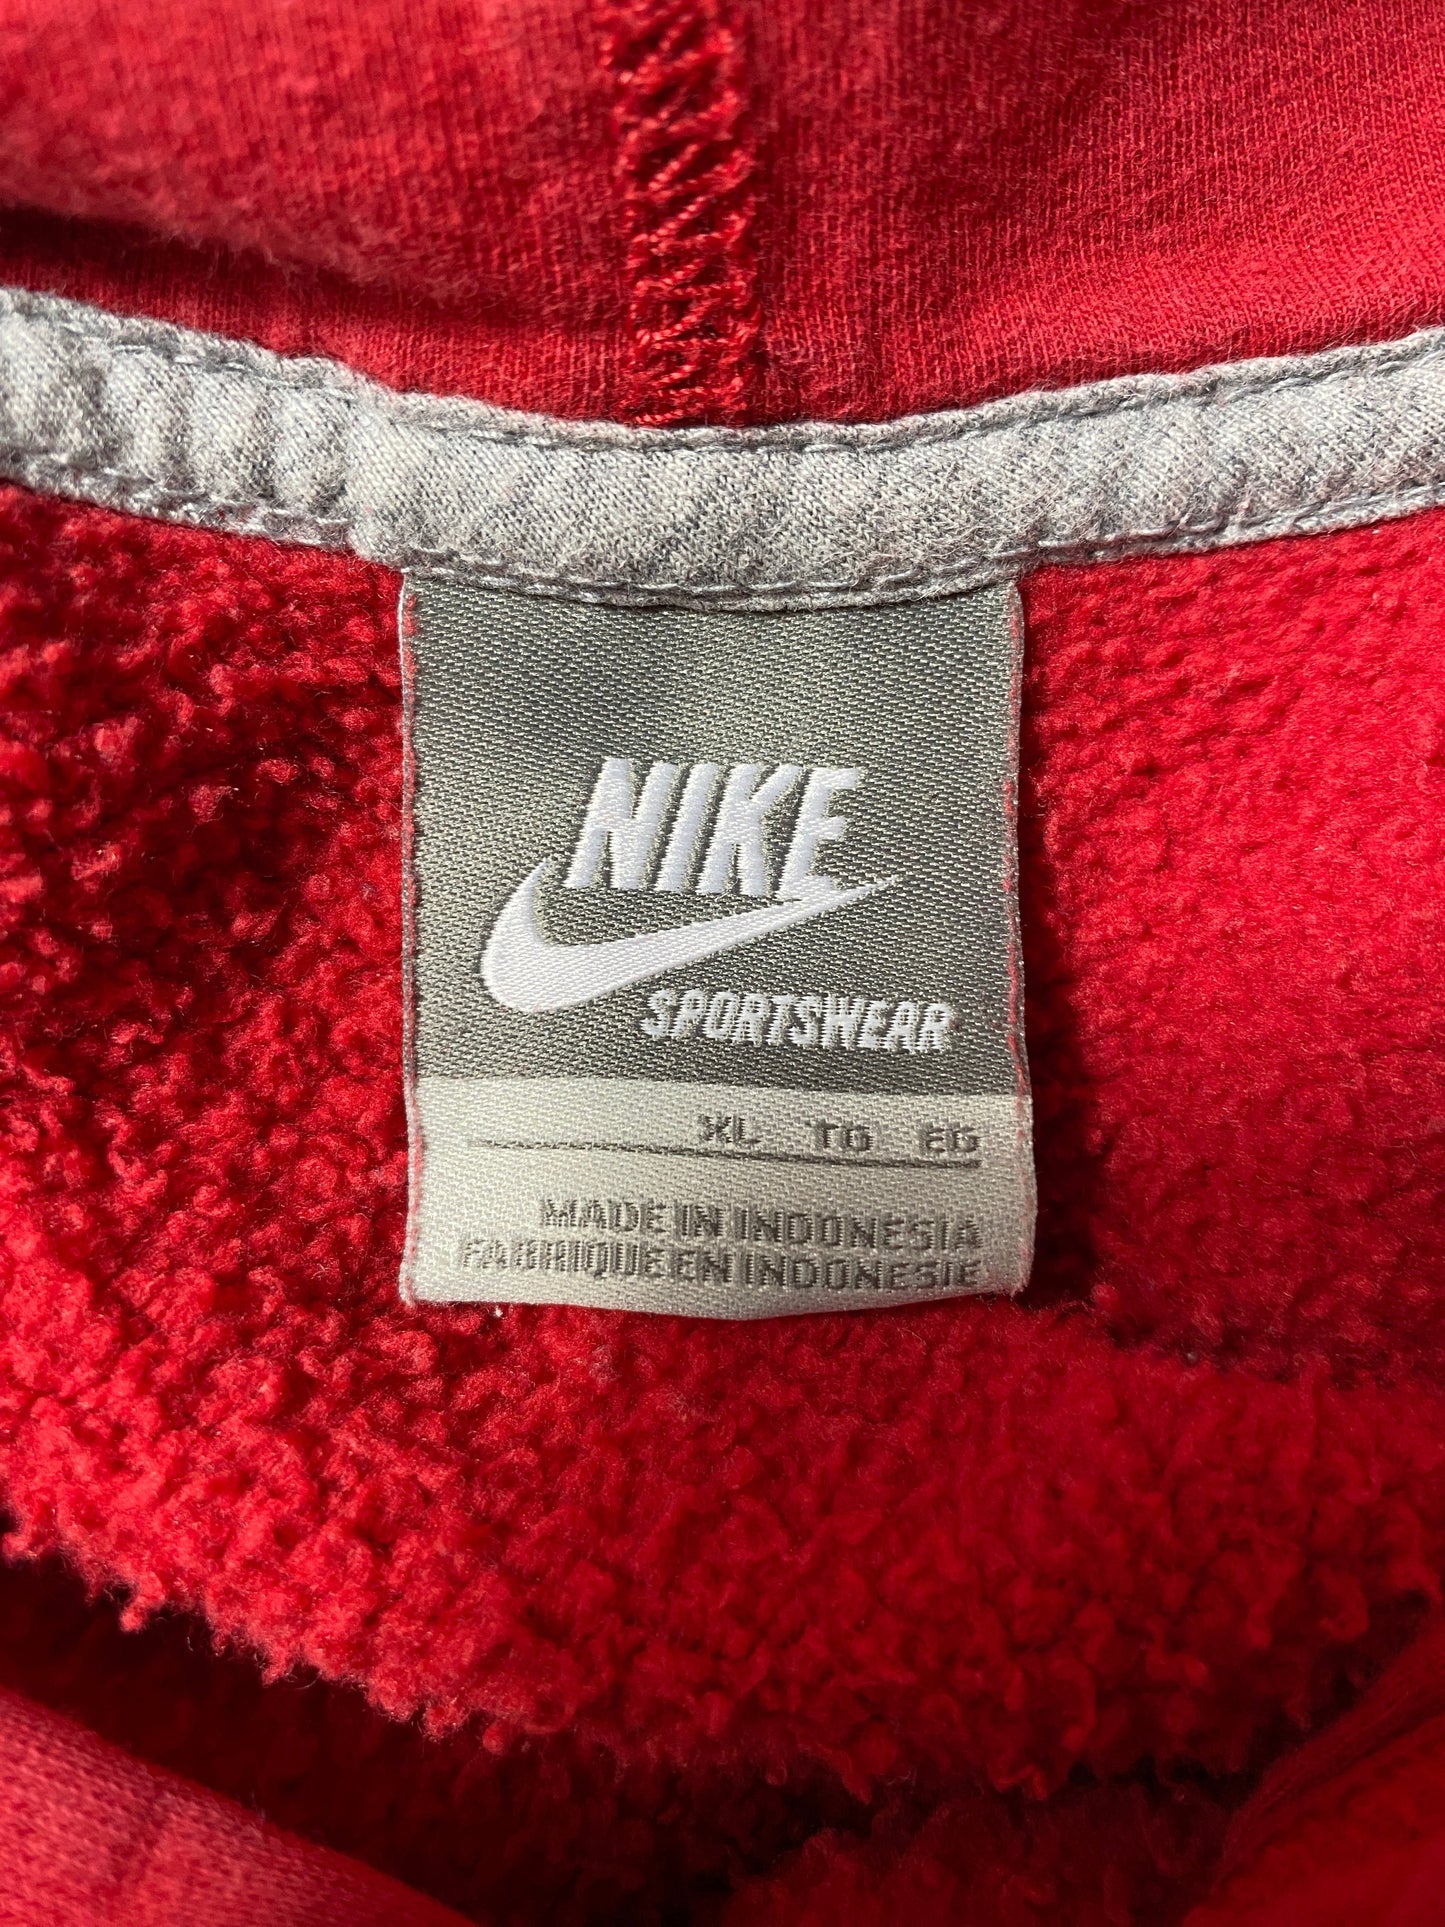 NIKE
SPORTSWEAR
XL TG EG
MADE IN INDONESIA
FABRIQUE EN INDONESIE